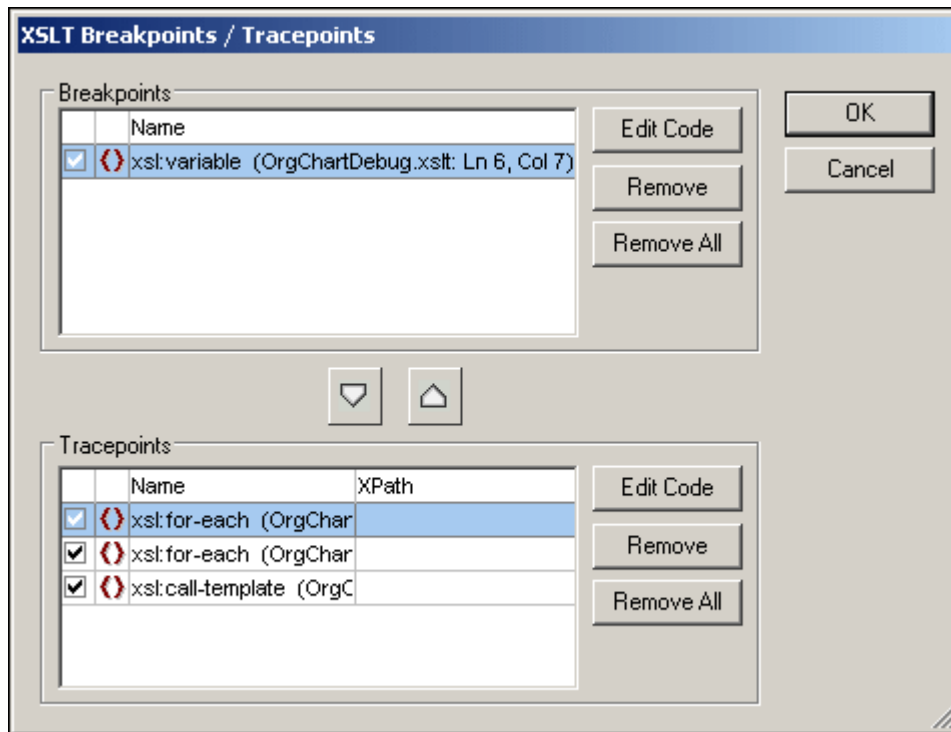 XSLT Breakpoints / Tracepoints
Breakpoints
Name
xsl:variable (OrgChartDebug.xslt: Ln 6, Col 7)
Edit Code
Remove
Remove All
OK
Cancel
Tracepoints
Name XPath
xsl:for-each (OrgChar
xsl:for-each (OrgChar
xsl:call-template (OrgC
Edit Code
Remove
Remove All